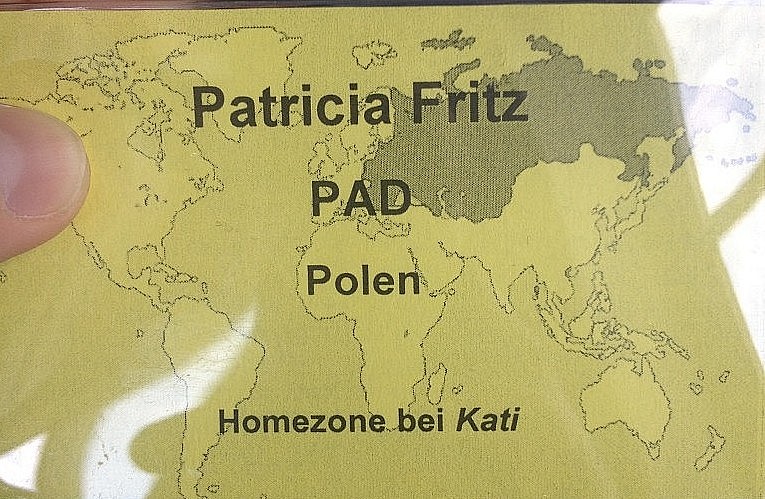 Patricia Fritz
PAD
Polen
Homezone bei Kati